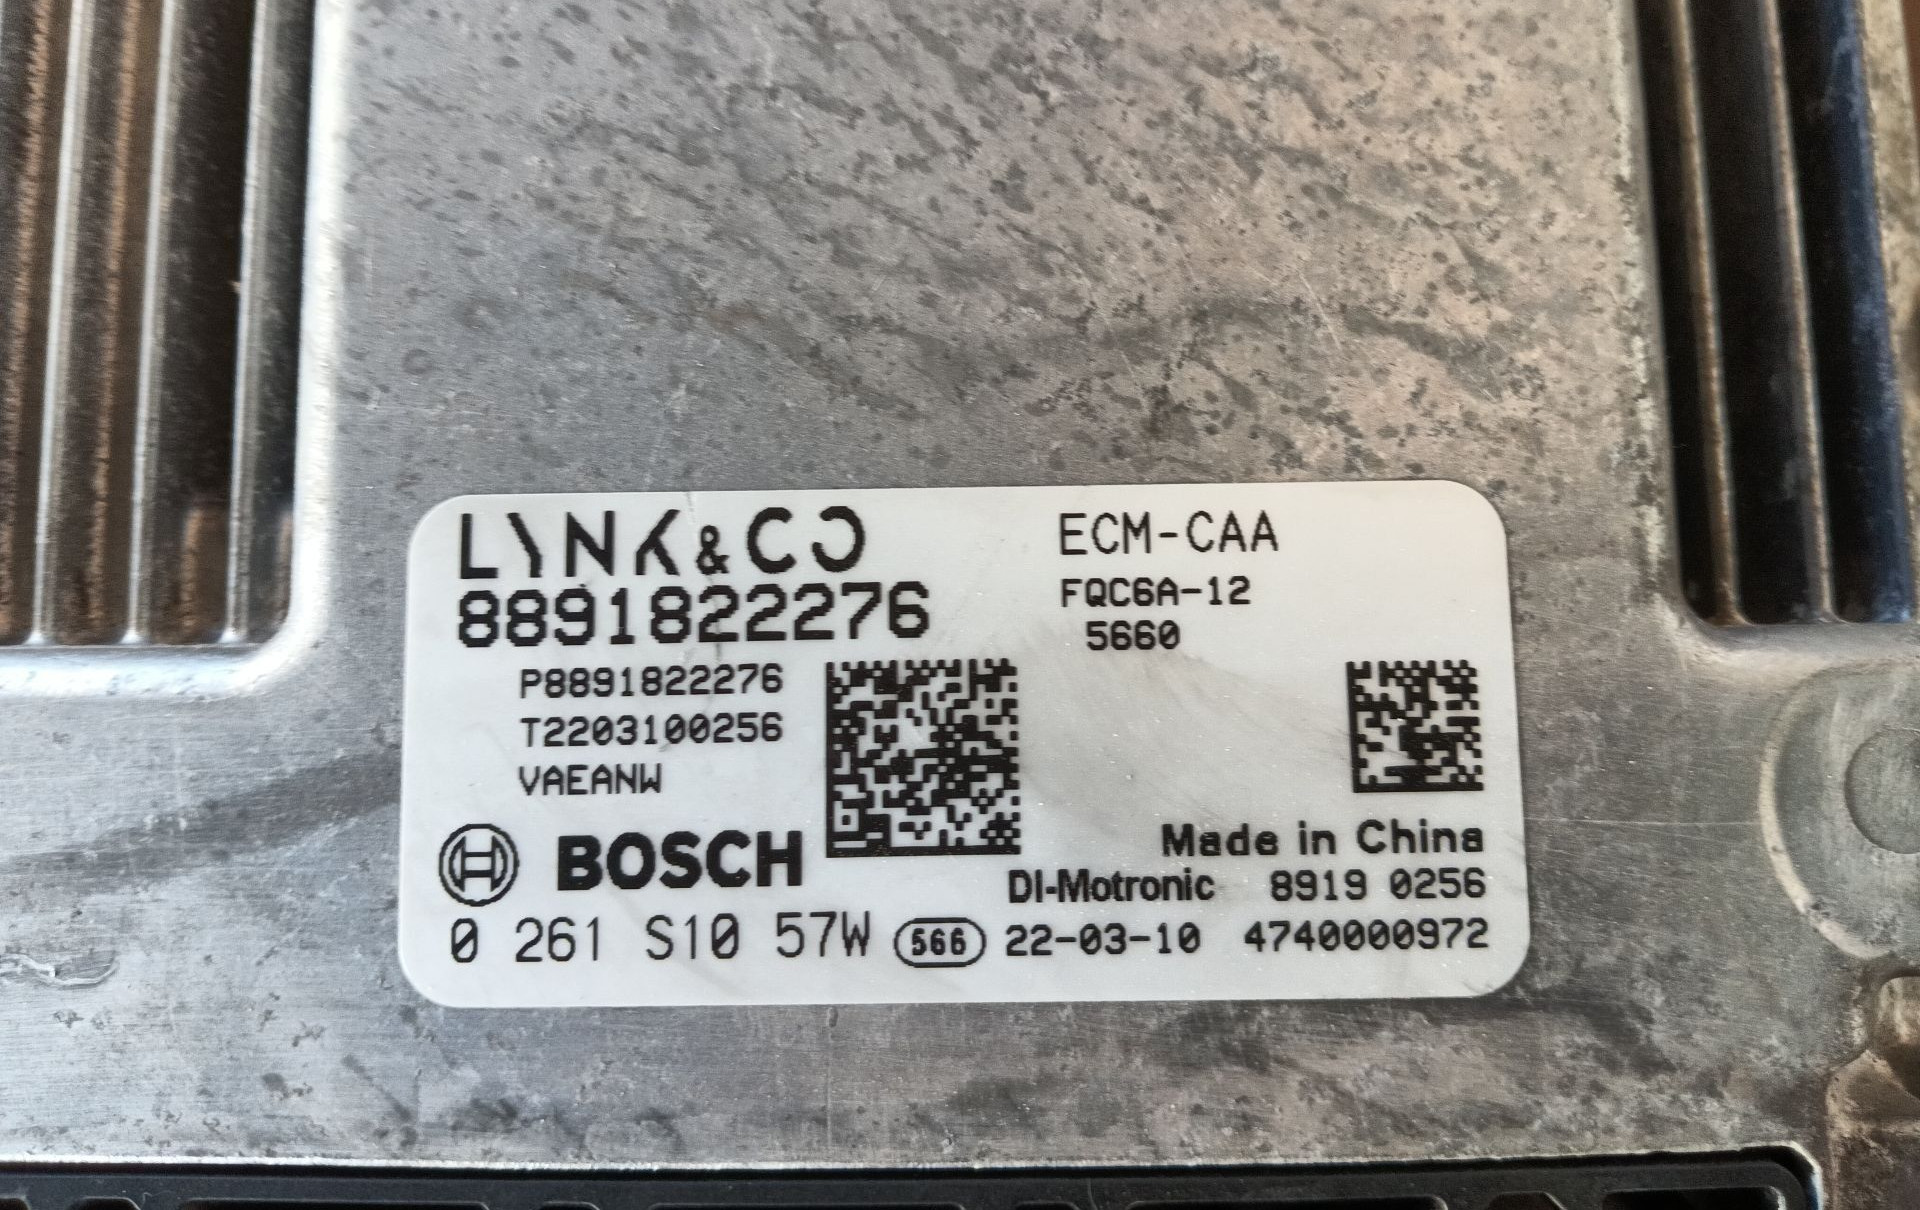 LYNK&CO
ECM-CAA
8891822276
FQC6A-12
5660
P8891822276
T2203100256
VAEANW
BOSCH
Made in China
DI-Motronic 8919 0256
0 261 S10 57W 566 22-03-10 4740000972